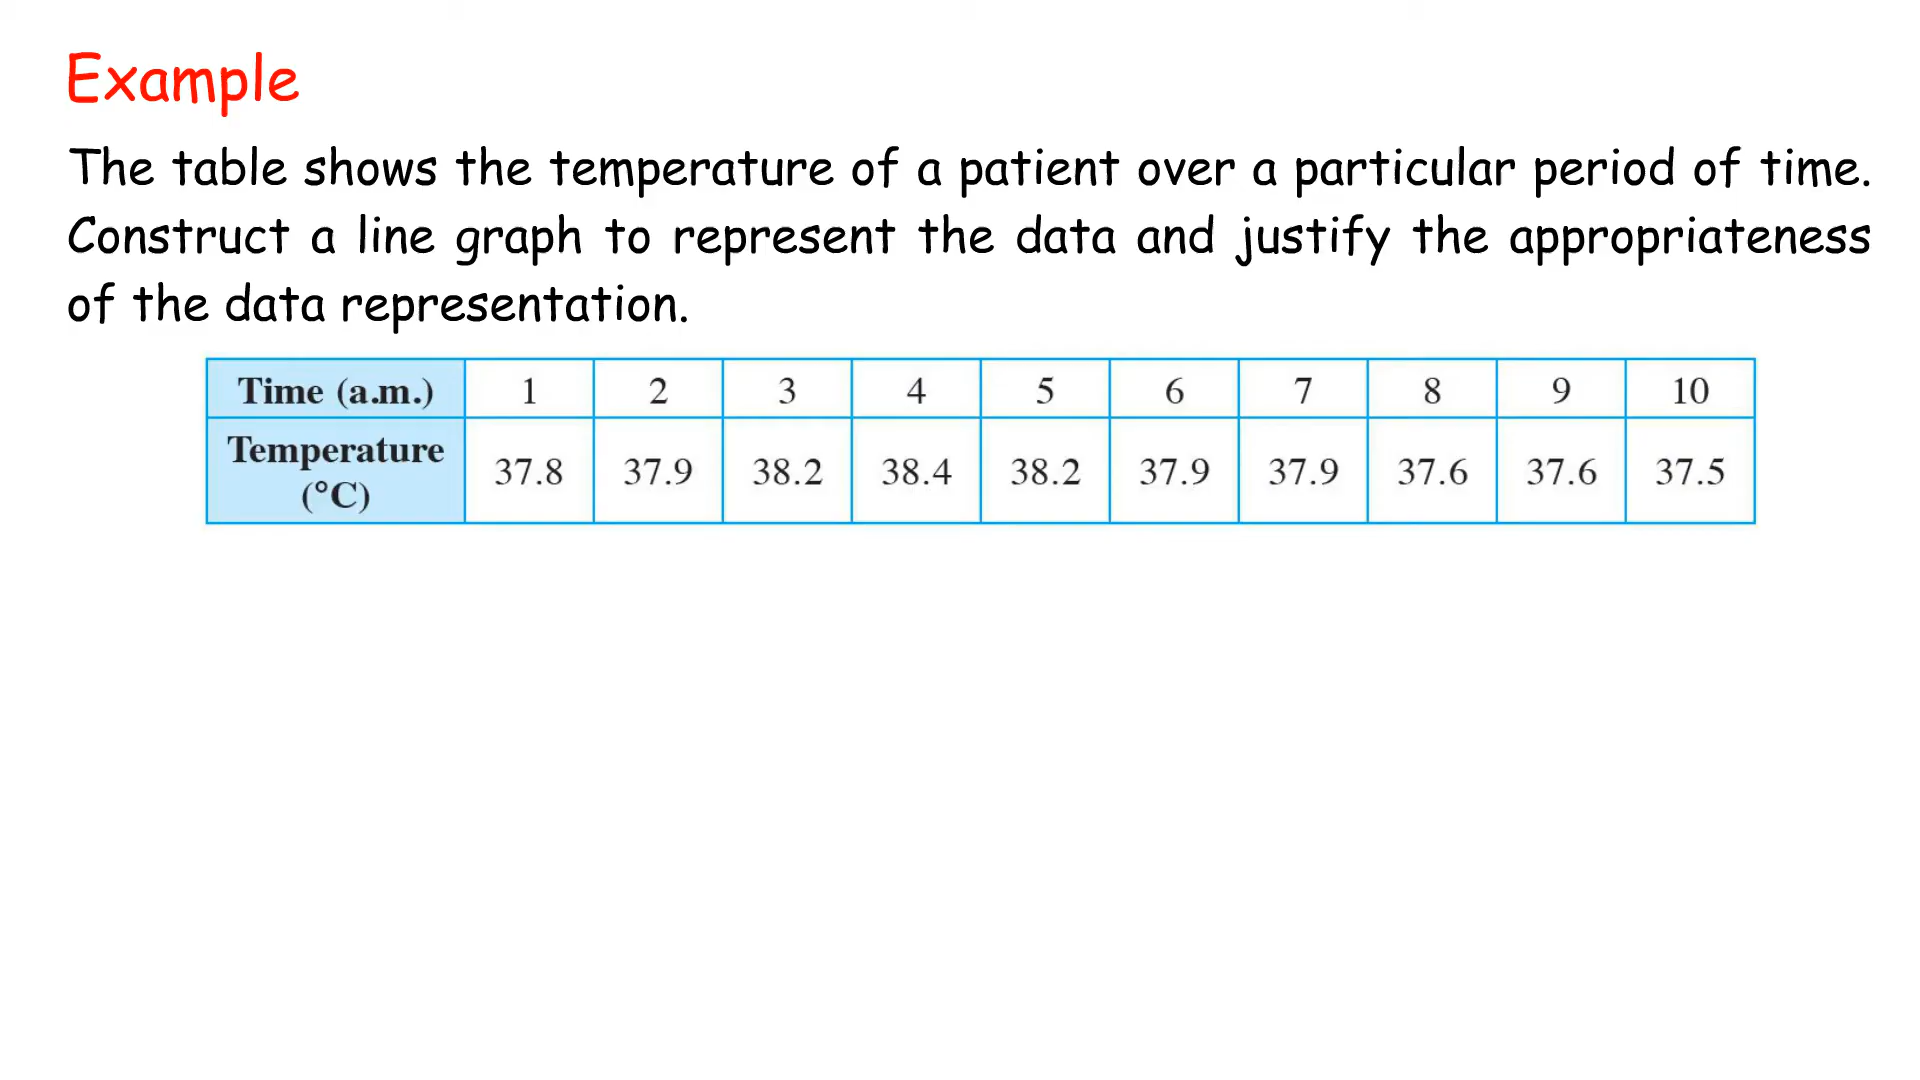 Example
The table shows the temperature of a patient over a particular period of time.
Construct a line graph to represent the data and justify the appropriateness
of the data representation.
Time (a.m.) 1 2 3 4 5 6 7 8 9 10
Temperature
(°C) 37.8 37.9 38.2 38.4 38.2 37.9 37.9 37.6 37.6 37.5